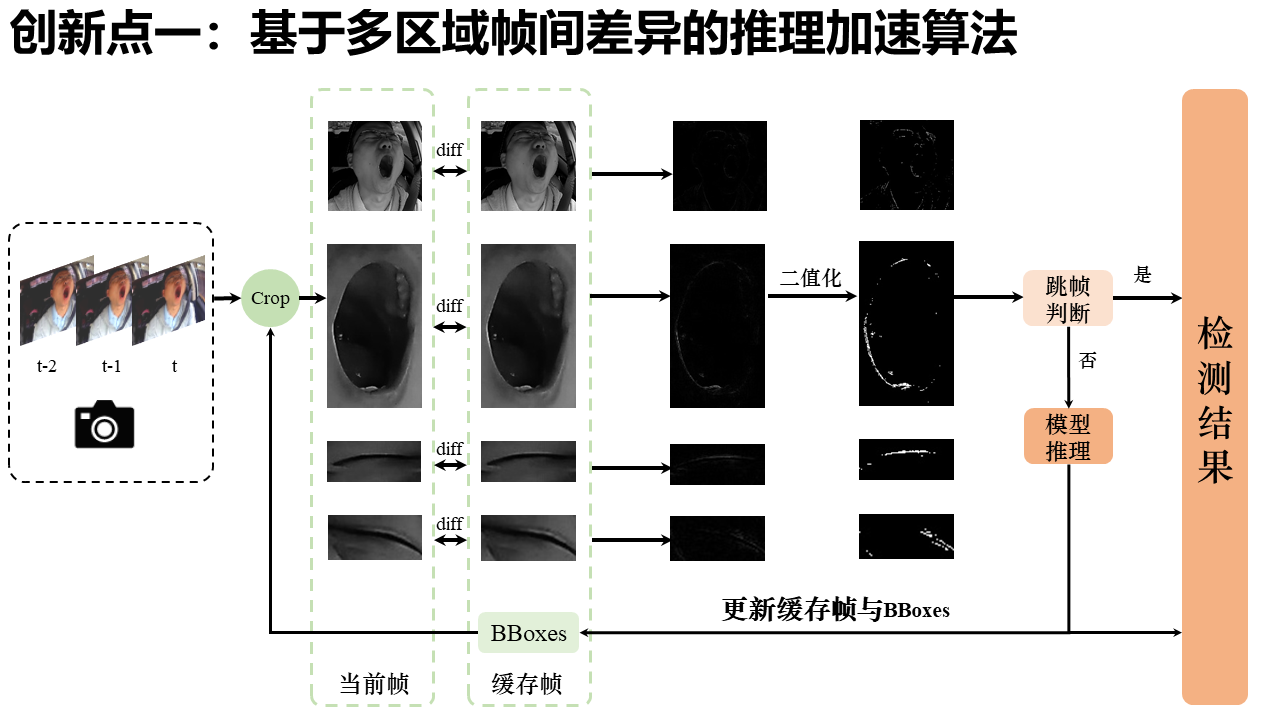 创新点一：基于多区域帧间差异的推理加速算法
t-2
t-1
t
Crop
diff
diff
diff
diff
二值化
跳帧
判断
是
否
模型
推理
检
测
结
果
更新缓存帧与BBoxes
BBoxes
当前帧
缓存帧